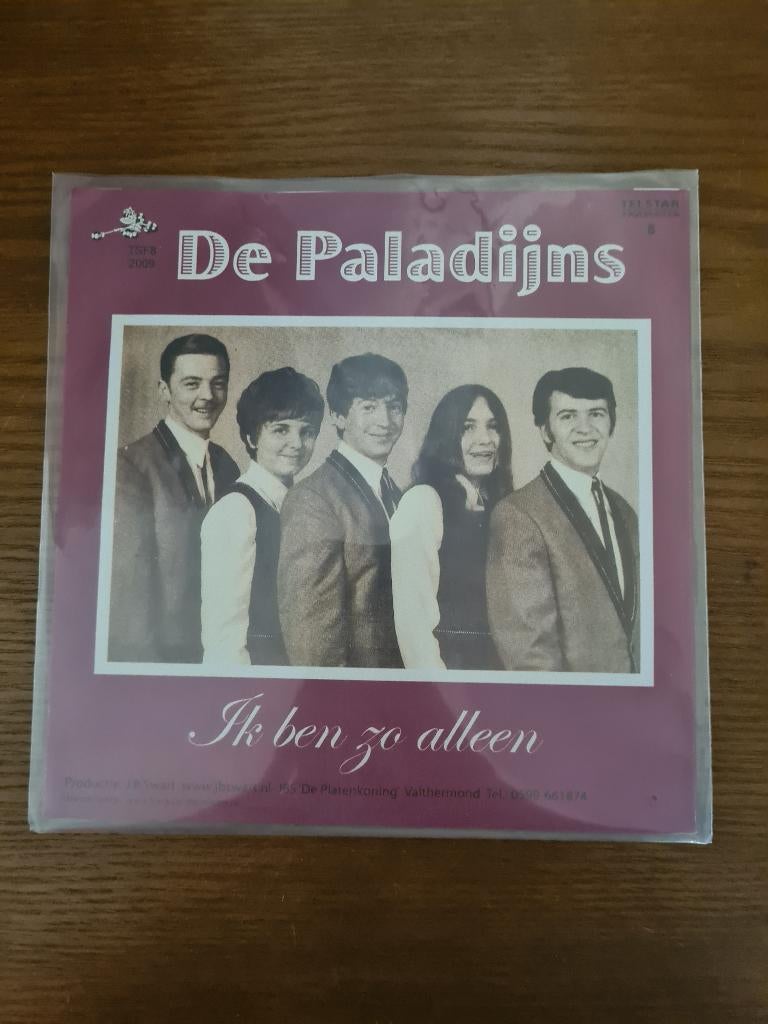 TELSTAR
FAVORIETEN
8
TSF8
2009
De Paladijns
Ik ben zo alleen
Productie: J.B.Swart www.jbswart.nl JBS 'De Platenkoning' Valthermond Tel.: 0599-661874